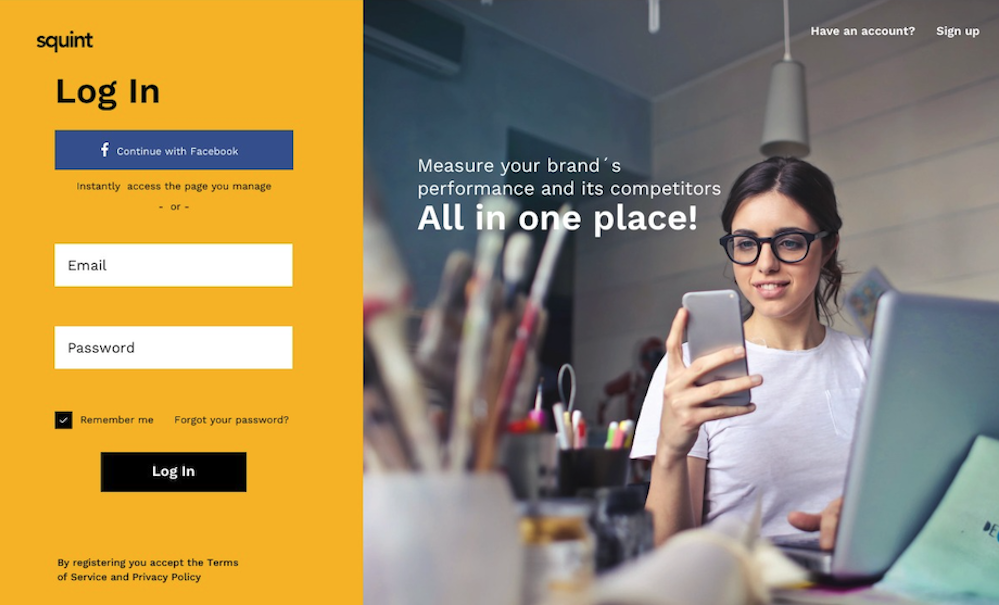 squint
Log In
Continue with Facebook
Instantly access the page you manage
- or -
Email
Password
Remember me
Forgot your password?
Log In
By registering you accept the Terms
of Service and Privacy Policy
Have an account?
Sign up
Measure your brand´s
performance and its competitors
All in one place!